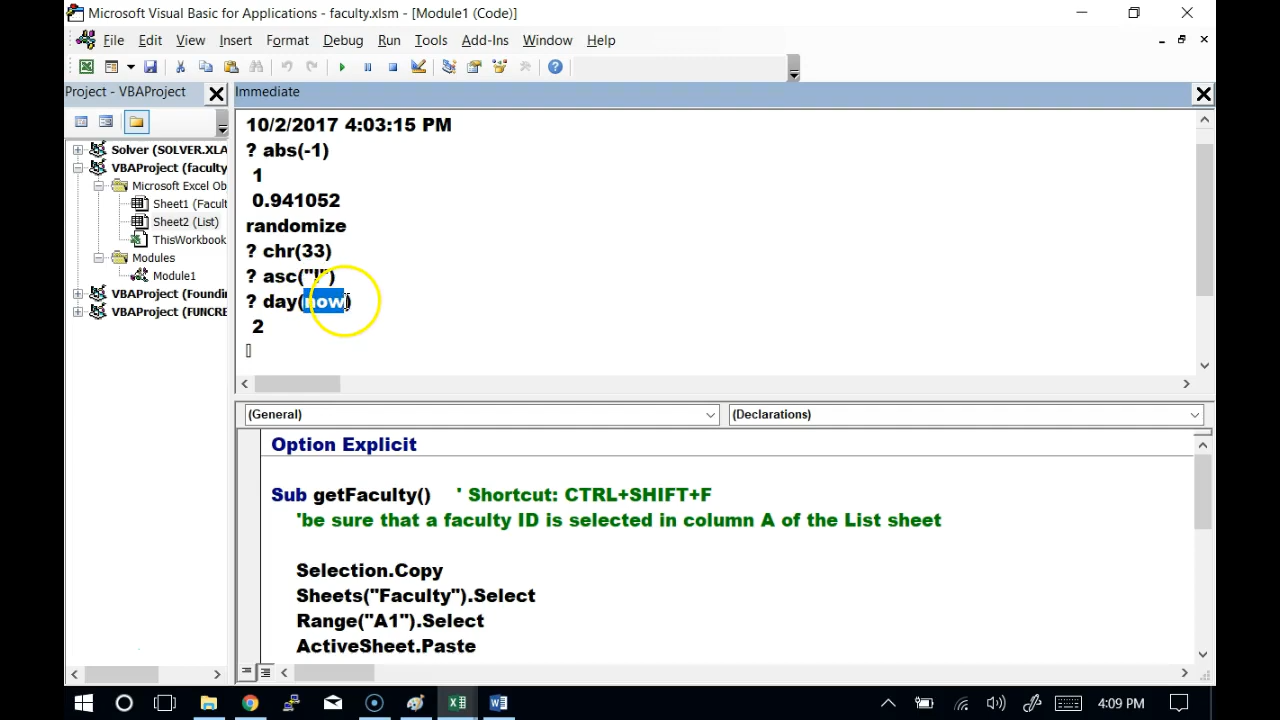 Microsoft Visual Basic for Applications - faculty.xlsm - [Module1 (Code)]
File Edit View Insert Format Debug Run Tools Add-Ins Window Help
Project - VBAProject
Solver (SOLVER.XLA
VBAProject (faculty
Microsoft Excel Ob
Sheet1 (Facult
Sheet2 (List)
ThisWorkbook
Modules
Module1
VBAProject (Foundin
VBAProject (FUNCRE
Immediate
10/2/2017 4:03:15 PM
? abs(-1)
1
0.941052
randomize
? chr(33)
? asc("!")
? day(now)
2
(General) (Declarations)
Option Explicit
Sub getFaculty() ' Shortcut: CTRL+SHIFT+F
'be sure that a faculty ID is selected in column A of the List sheet
Selection.Copy
Sheets("Faculty").Select
Range("A1").Select
ActiveSheet.Paste
4:09 PM